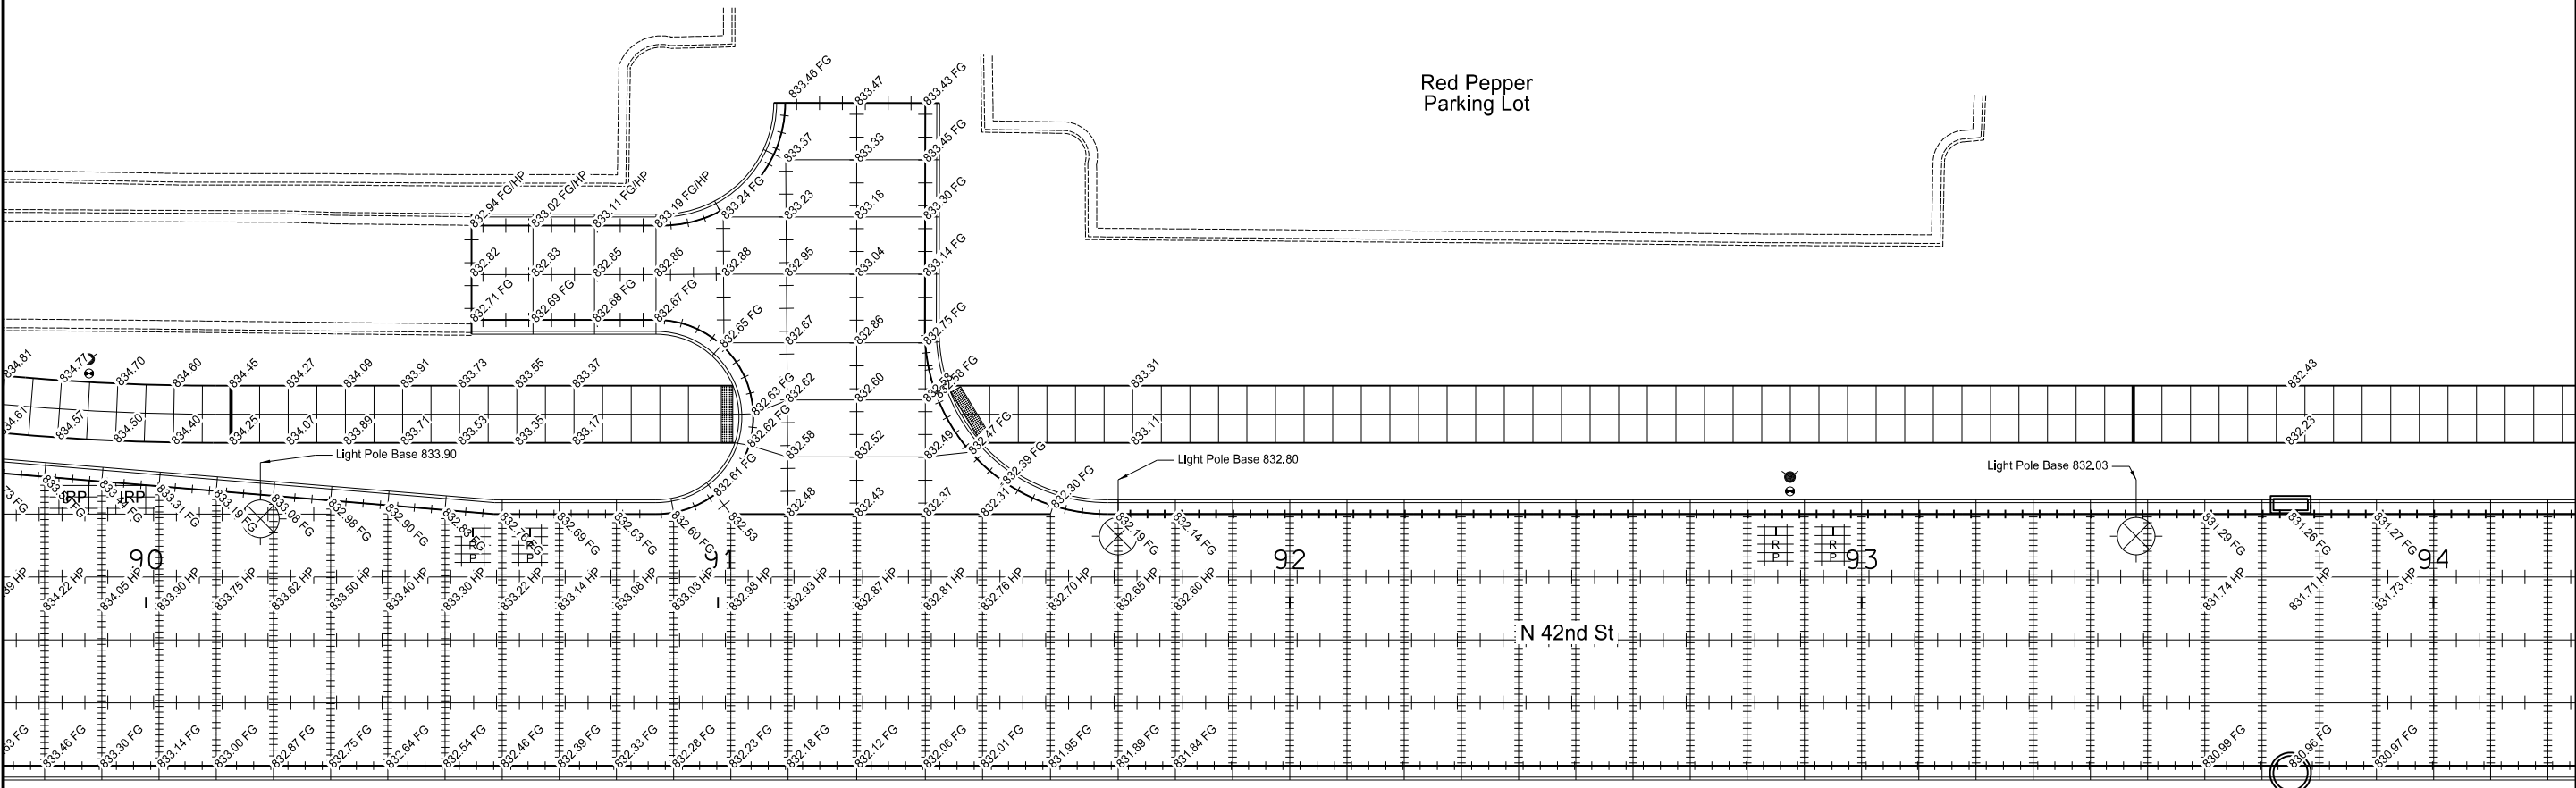 Red Pepper
Parking Lot
833.46 FG
833.47
833.43 FG
833.37
833.33
833.45 FG
832.94 FG/HP
833.02 FG/HP
833.11 FG/HP
833.19 FG/HP
833.24 FG
833.23
833.18
833.30 FG
832.82
832.83
832.85
832.86
832.88
832.95
833.04
833.14 FG
832.71 FG
832.69 FG
832.68 FG
832.67 FG
832.65 FG
832.67
832.86
832.75 FG
834.81
834.77
834.70
834.60
834.45
834.27
834.09
833.91
833.73
833.55
833.37
832.63 FG
832.62
832.60
832.58
832.58 FG
833.31
832.43
834.61
834.57
834.50
834.40
834.25
834.07
833.89
833.71
833.53
833.35
833.17
832.62 FG
832.58
832.52
832.49
832.47 FG
833.11
832.23
Light Pole Base 833.90
Light Pole Base 832.80
Light Pole Base 832.03
IRP
IRP
833.31 FG
833.19 FG
833.08 FG
832.98 FG
832.90 FG
832.83 FG
832.76 FG
832.69 FG
832.63 FG
832.60 FG
832.61 FG
832.53
832.48
832.43
832.37
832.31
832.39 FG
832.30 FG
832.19 FG
832.14 FG
831.29 FG
831.26 FG
831.27 FG
I
R
P
I
R
P
I
R
P
I
R
P
90
91
92
93
94
834.22 HP
834.05 HP
833.90 HP
833.75 HP
833.62 HP
833.50 HP
833.40 HP
833.30 HP
833.22 HP
833.14 HP
833.08 HP
833.03 HP
832.98 HP
832.93 HP
832.87 HP
832.81 HP
832.76 HP
832.70 HP
832.65 HP
832.60 HP
831.74 HP
831.71 HP
831.73 HP
N 42nd St
833.46 FG
833.30 FG
833.14 FG
833.00 FG
832.87 FG
832.75 FG
832.64 FG
832.54 FG
832.46 FG
832.39 FG
832.33 FG
832.28 FG
832.23 FG
832.18 FG
832.12 FG
832.06 FG
832.01 FG
831.95 FG
831.89 FG
831.84 FG
830.99 FG
830.96 FG
830.97 FG